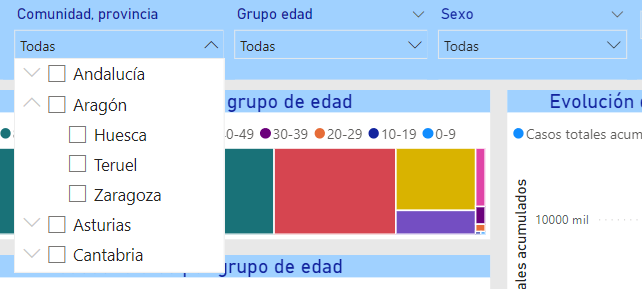 Comunidad, provincia
Grupo edad
Sexo
Todas
Todas
Todas
Andalucía
Aragón
Huesca
Teruel
Zaragoza
Asturias
Cantabria
grupo de edad
Evolución
40-49 30-39 20-29 10-19 0-9
Casos totales acum
10000 mil
ales acumulados
grupo de edad